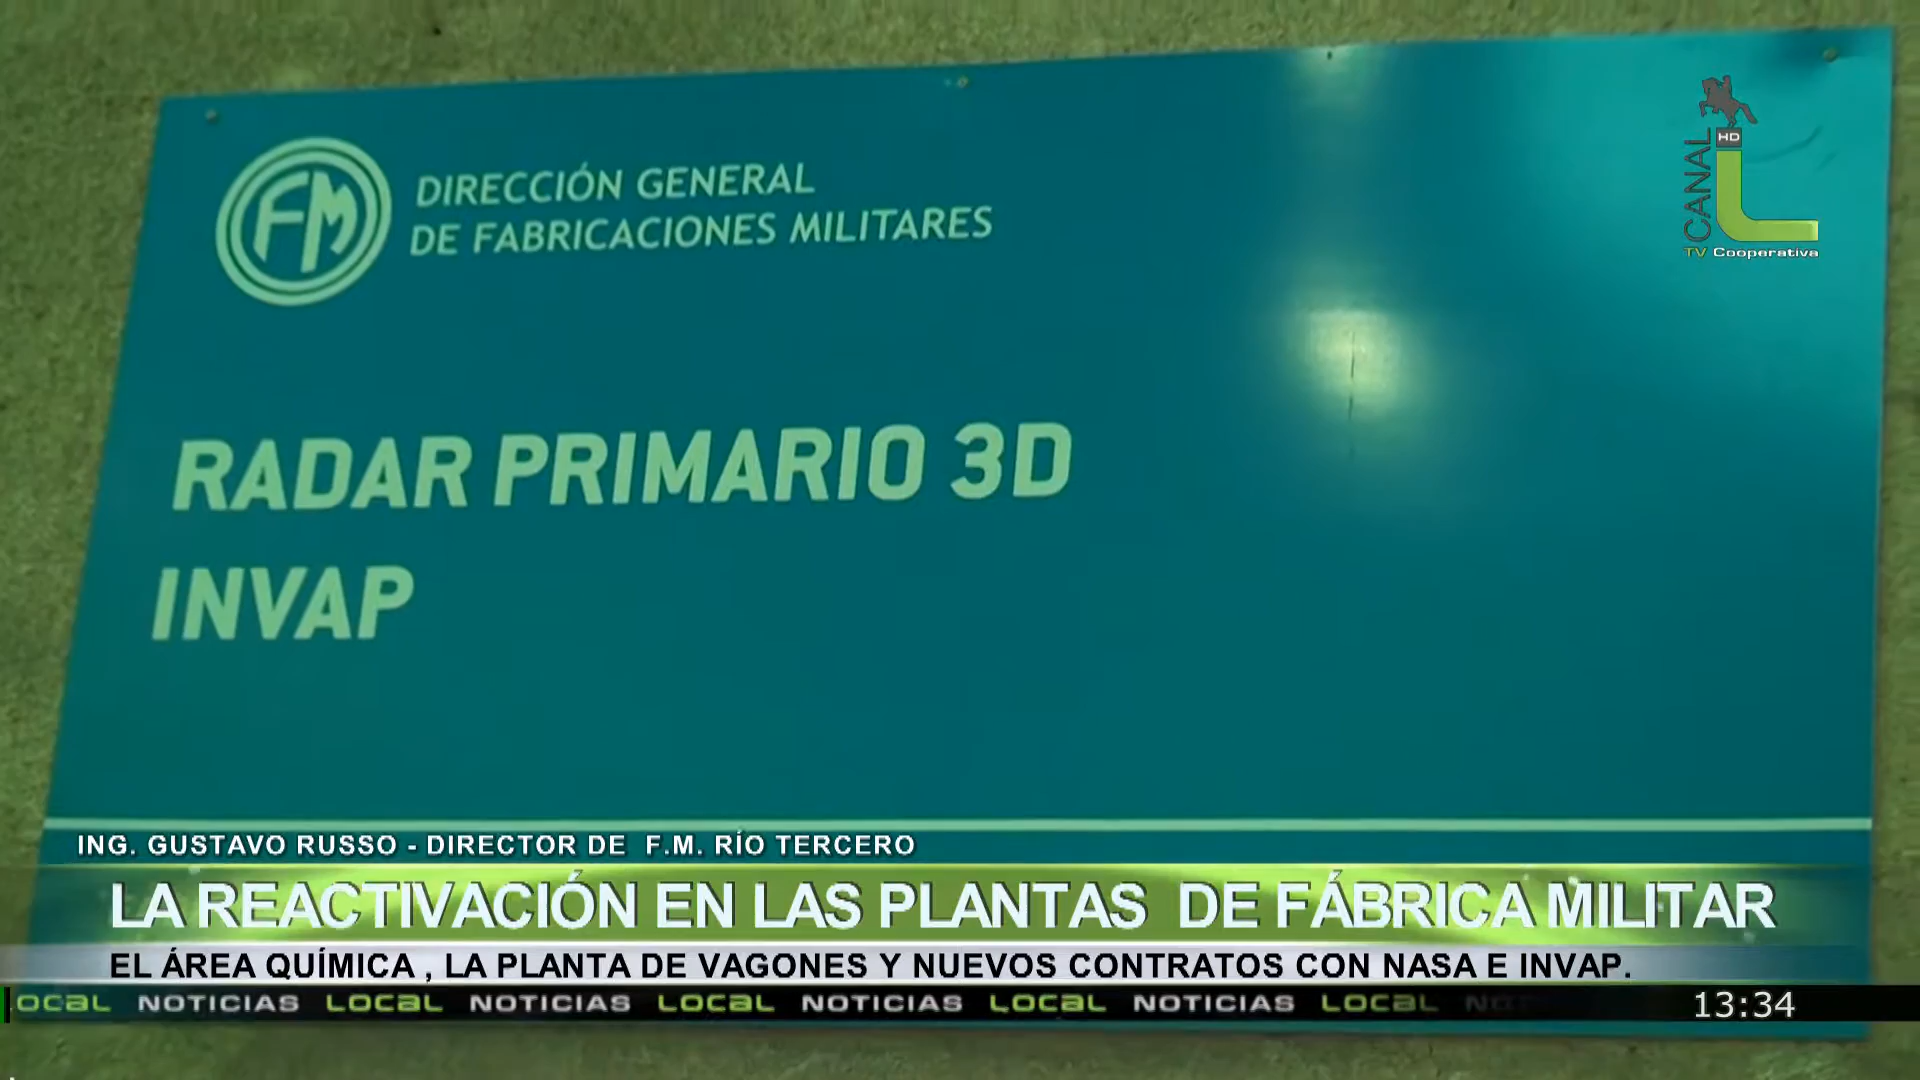 FM
DIRECCIÓN GENERAL
DE FABRICACIONES MILITARES
CANAL
HD
L
TV Cooperativa
RADAR PRIMARIO 3D
INVAP
ING. GUSTAVO RUSSO - DIRECTOR DE F.M. RÍO TERCERO
LA REACTIVACIÓN EN LAS PLANTAS DE FÁBRICA MILITAR
EL ÁREA QUÍMICA , LA PLANTA DE VAGONES Y NUEVOS CONTRATOS CON NASA E INVAP.
LOCAL NOTICIAS LOCAL NOTICIAS LOCAL NOTICIAS LOCAL NOTICIAS LOCAL
13:34